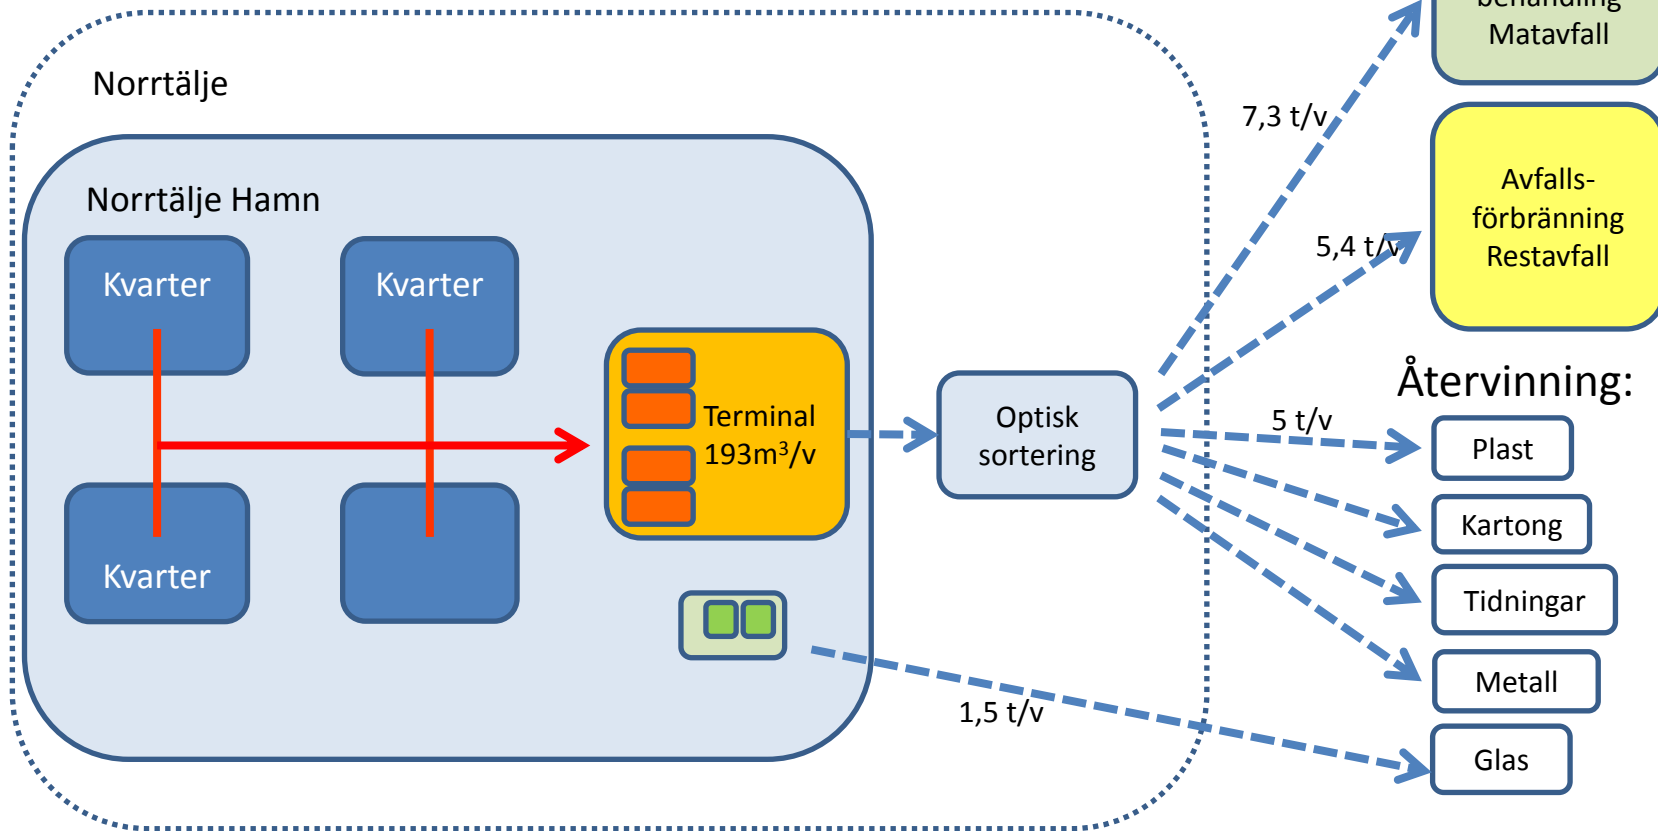 Norrtälje
Norrtälje Hamn
Kvarter
Kvarter
Kvarter
Terminal
193m³/v
Optisk
sortering
7,3 t/v
5,4 t/v
5 t/v
1,5 t/v
behandling
Matavfall
Avfalls-
förbränning
Restavfall
Återvinning:
Plast
Kartong
Tidningar
Metall
Glas